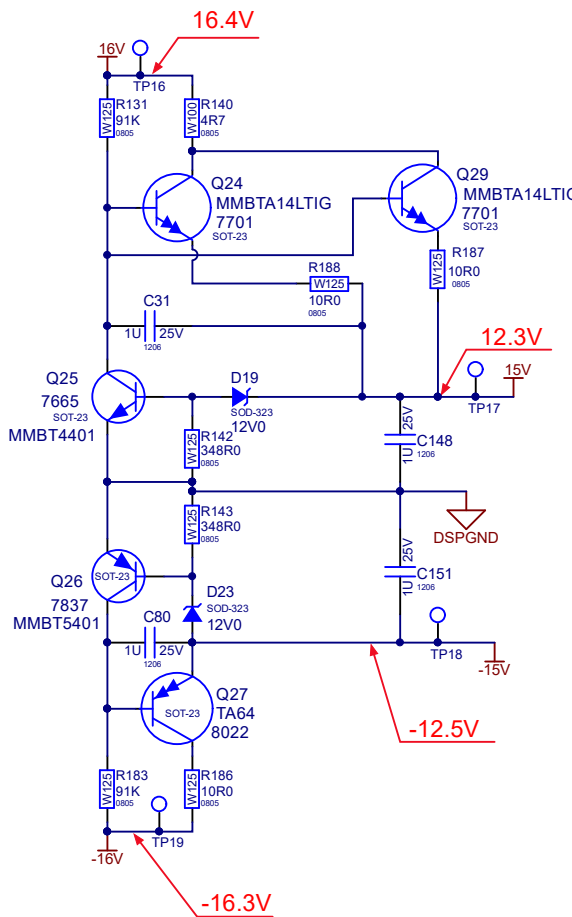 16.4V
16V
TP16
R131
91K
0805
W125
R140
4R7
0805
W100
Q24
MMBTA14LTIG
7701
SOT-23
Q29
MMBTA14LTIG
7701
SOT-23
R187
10R0
0805
W125
R188
W125
10R0
0805
C31
1U
25V
1206
12.3V
15V
TP17
Q25
7665
SOT-23
MMBT4401
D19
SOD-323
12V0
R142
348R0
0805
W125
25V
C148
1U
1206
R143
348R0
0805
W125
DSPGND
Q26
SOT-23
7837
MMBT5401
D23
SOD-323
12V0
25V
C151
1U
1206
C80
1U
25V
1206
TP18
-15V
Q27
SOT-23
TA64
8022
-12.5V
R183
91K
0805
W125
R186
10R0
0805
W125
TP19
-16V
-16.3V